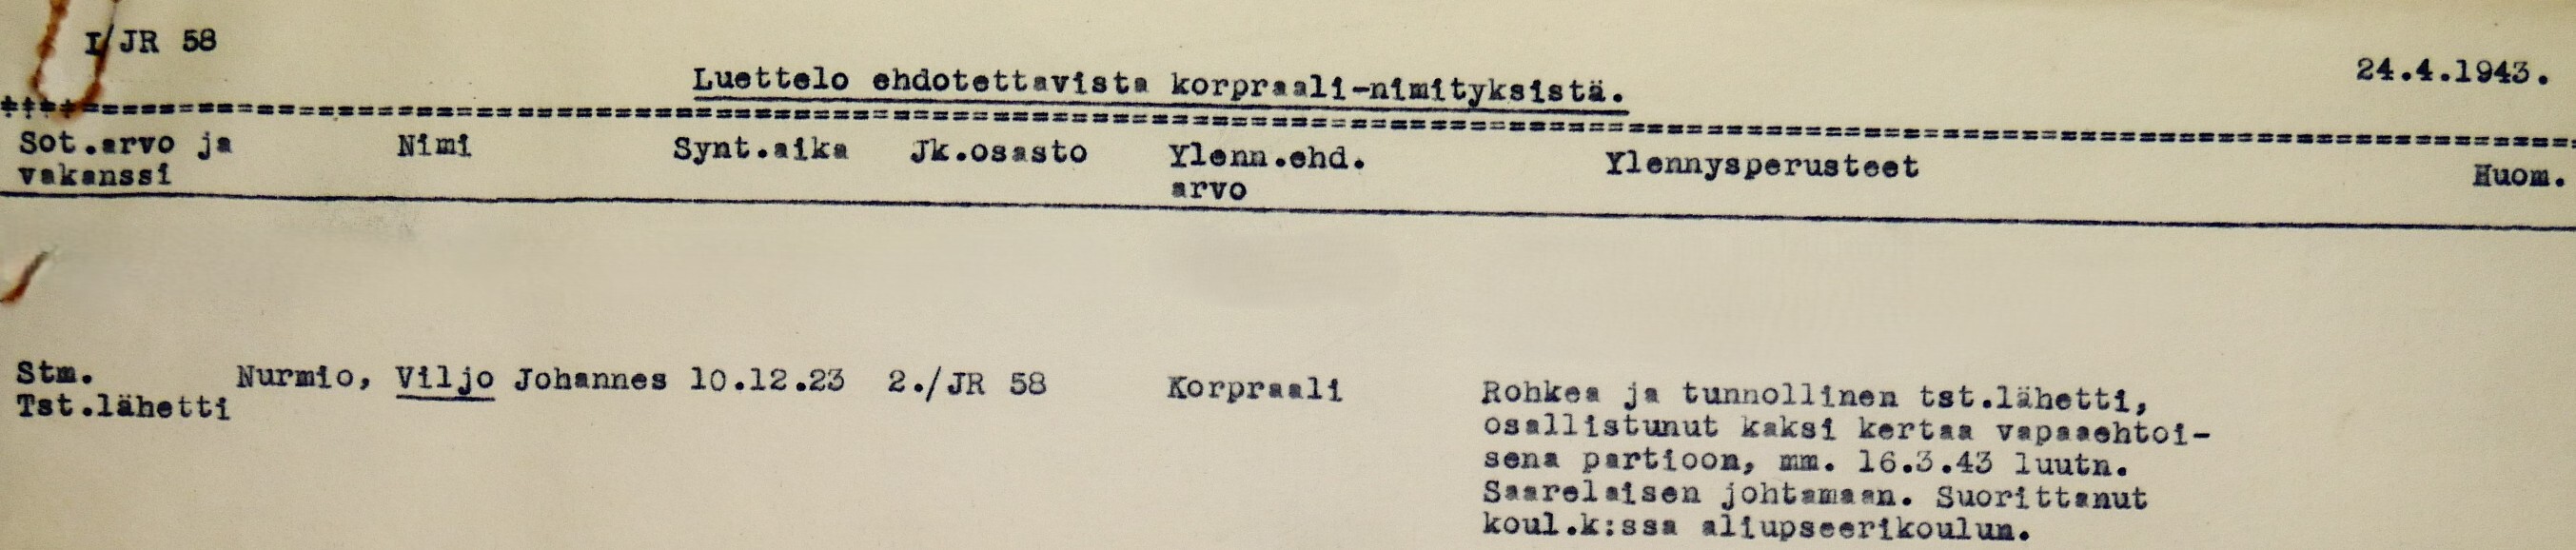 I/JR 58
24.4.1943.
Luettelo ehdotettavista korpraali-nimityksistä.
Sot.arvo ja Nimi Synt.aika Jk.osasto Ylenn.ehd. Ylennysperusteet Huom.
vakanssi arvo
Stm. Nurmio, Viljo Johannes 10.12.23 2./JR 58 Korpraali Rohkea ja tunnollinen tst.lähetti,
Tst.lähetti osallistunut kaksi kertaa vapaaehtoi-
sena partioon, mm. 16.3.43 luutn.
Saarelaisen johtamaan. Suorittanut
koul.k:ssa aliupseerikoulun.